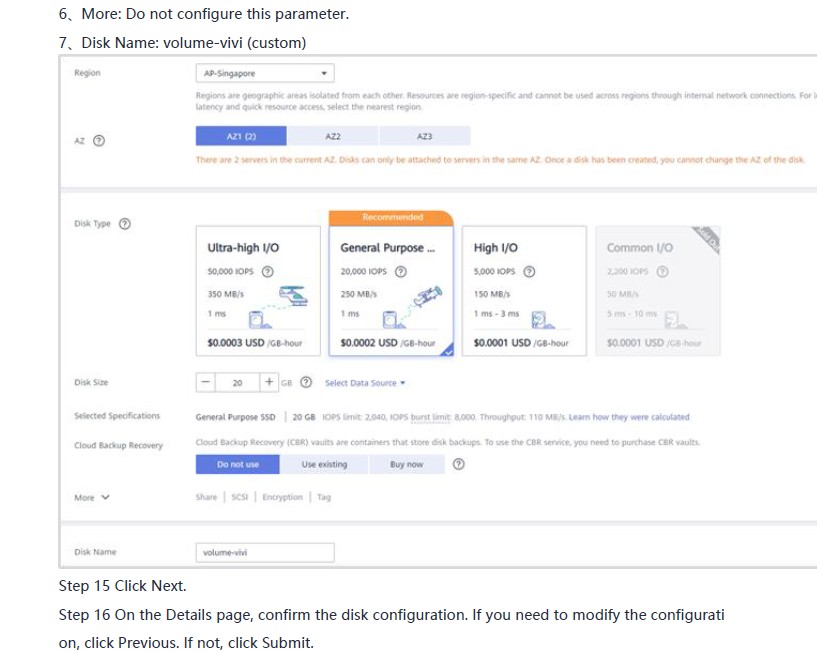 6、More: Do not configure this parameter.
7、Disk Name: volume-vivi (custom)
Region
AP-Singapore
Regions are geographic areas isolated from each other. Resources are region-specific and cannot be used across regions through internal network connections. For l
latency and quick resource access, select the nearest region.
AZ ?
AZ1 (2) AZ2 AZ3
There are 2 servers in the current AZ. Disks can only be attached to servers in the same AZ. Once a disk has been created, you cannot change the AZ of the disk.
Disk Type ?
Recommended
Ultra-high I/O
50,000 IOPS ?
350 MB/s
1 ms
$0.0003 USD /GB-hour
General Purpose ...
20,000 IOPS ?
250 MB/s
1 ms
$0.0002 USD /GB-hour
High I/O
5,000 IOPS ?
150 MB/s
1 ms - 3 ms
$0.0001 USD /GB-hour
Sold Out
Common I/O
2,200 IOPS ?
50 MB/s
5 ms - 10 ms
$0.0001 USD /GB-hour
Disk Size
− 20 + GB ? Select Data Source
Selected Specifications
General Purpose SSD | 20 GB IOPS limit: 2,040, IOPS burst limit: 8,000. Throughput: 110 MB/s. Learn how they were calculated
Cloud Backup Recovery
Cloud Backup Recovery (CBR) vaults are containers that store disk backups. To use the CBR service, you need to purchase CBR vaults.
Do not use Use existing Buy now ?
More
Share | SCSI | Encryption | Tag
Disk Name
volume-vivi
Step 15 Click Next.
Step 16 On the Details page, confirm the disk configuration. If you need to modify the configurati
on, click Previous. If not, click Submit.